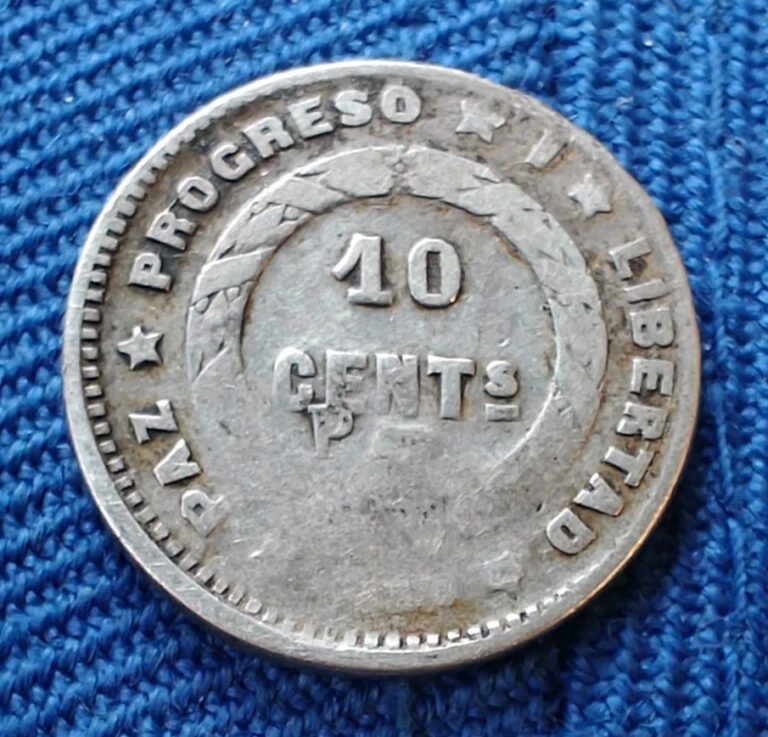 PAZ ★ PROGRESO ★ I ★ LIBERTAD
10
CENTS
P